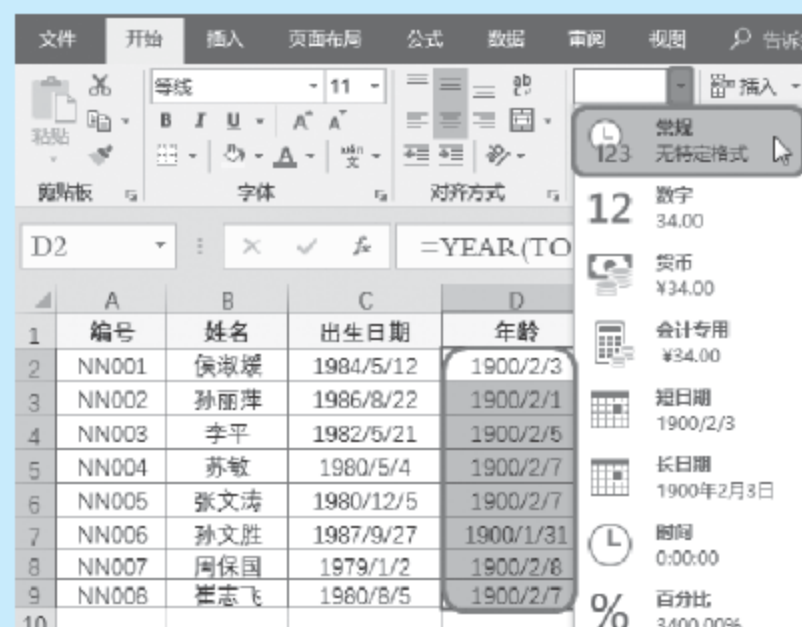 文件 开始 插入 页面布局 公式 数据 审阅 视图 告诉
粘贴 等线 11 插入
B I U A A
A wén 文
剪贴板 字体 对齐方式
常规
123 无特定格式
12 数字
34.00
货币
¥34.00
会计专用
¥34.00
短日期
1900/2/3
长日期
1900年2月3日
时间
0:00:00
% 百分比
3400.00%
D2 fx =YEAR(TO
A B C D
1 编号 姓名 出生日期 年龄
2 NN001 侯淑媛 1984/5/12 1900/2/3
3 NN002 孙丽萍 1986/8/22 1900/2/1
4 NN003 李平 1982/5/21 1900/2/5
5 NN004 苏敏 1980/5/4 1900/2/7
6 NN005 张文涛 1980/12/5 1900/2/7
7 NN006 孙文胜 1987/9/27 1900/1/31
8 NN007 周保国 1979/1/2 1900/2/8
9 NN008 崔志飞 1980/8/5 1900/2/7
10